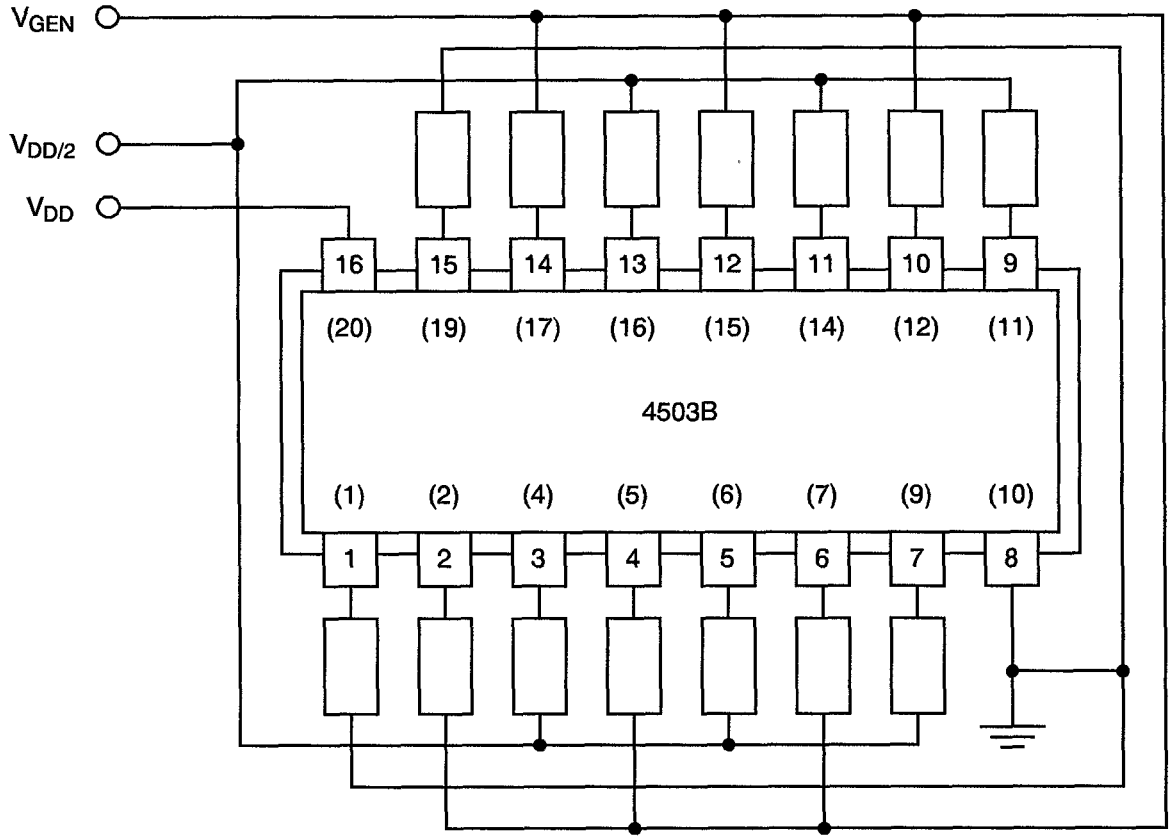 VGEN
VDD/2
VDD
16 15 14 13 12 11 10 9
(20) (19) (17) (16) (15) (14) (12) (11)
4503B
(1) (2) (4) (5) (6) (7) (9) (10)
1 2 3 4 5 6 7 8